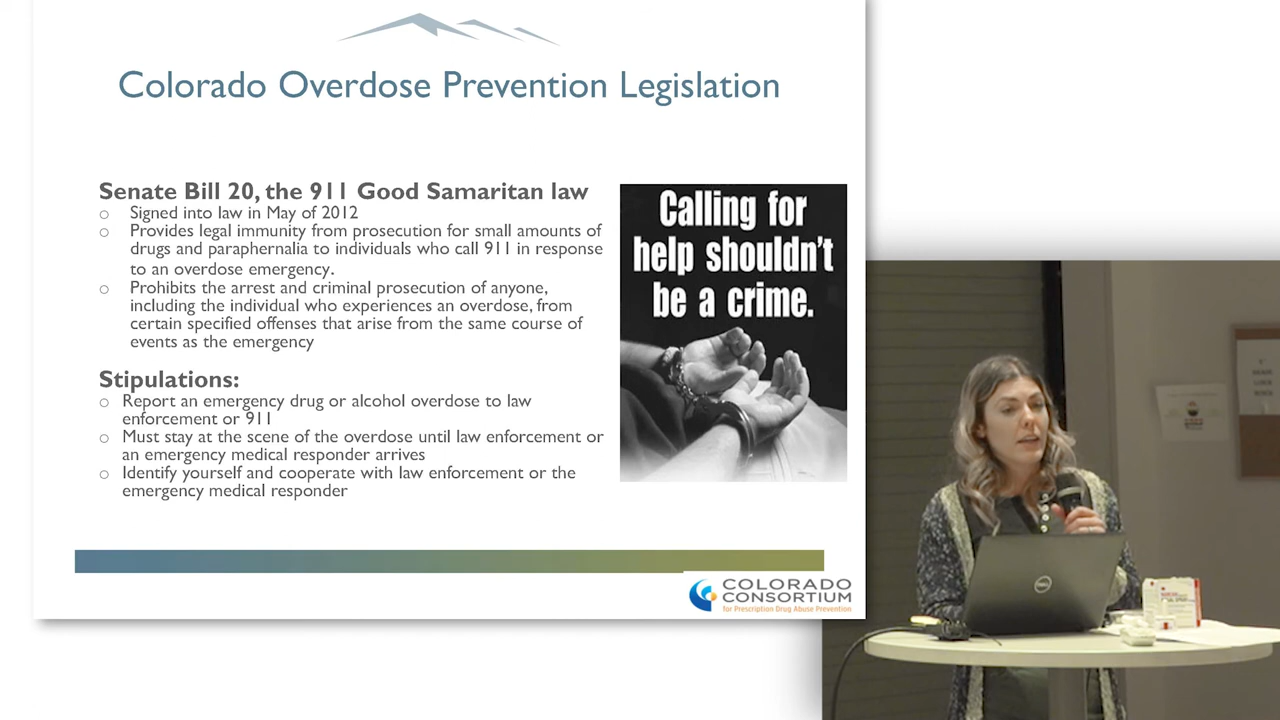 Colorado Overdose Prevention Legislation
Senate Bill 20, the 911 Good Samaritan law
○ Signed into law in May of 2012
○ Provides legal immunity from prosecution for small amounts of
drugs and paraphernalia to individuals who call 911 in response
to an overdose emergency.
○ Prohibits the arrest and criminal prosecution of anyone,
including the individual who experiences an overdose, from
certain specified offenses that arise from the same course of
events as the emergency
Stipulations:
○ Report an emergency drug or alcohol overdose to law
enforcement or 911
○ Must stay at the scene of the overdose until law enforcement or
an emergency medical responder arrives
○ Identify yourself and cooperate with law enforcement or the
emergency medical responder
Calling for
help shouldn't
be a crime.
COLORADO
CONSORTIUM
for Prescription Drug Abuse Prevention
DELL